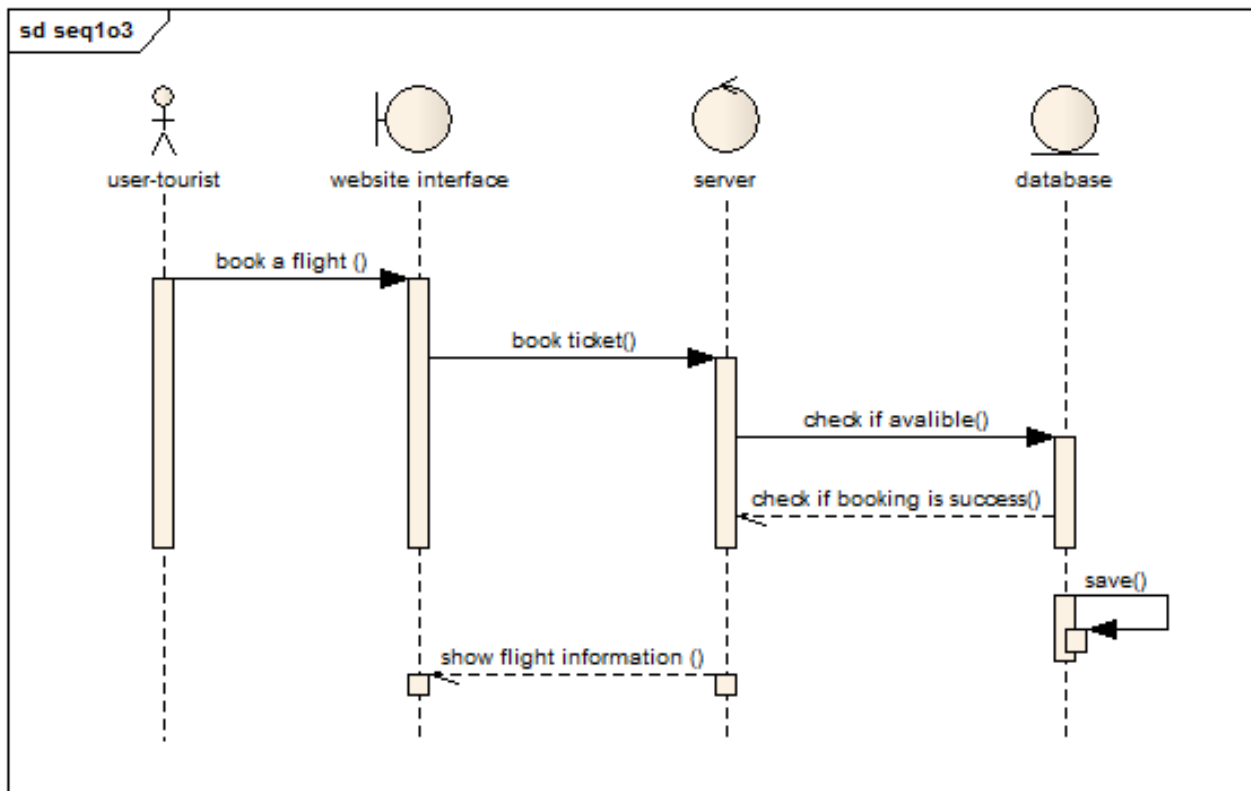 sd seq1o3
user-tourist
website interface
server
database
book a flight ()
book ticket()
check if avalible()
check if booking is success()
save()
show flight information ()